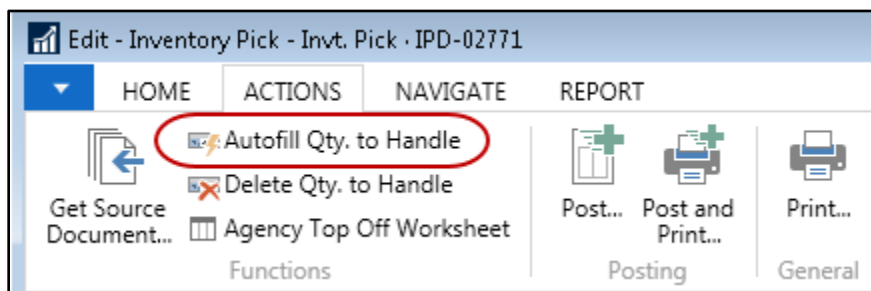 Edit - Inventory Pick - Invt. Pick · IPD-02771
HOME ACTIONS NAVIGATE REPORT
Autofill Qty. to Handle
Delete Qty. to Handle
Agency Top Off Worksheet
Get Source
Document...
Functions
Post...
Post and
Print...
Posting
Print...
General